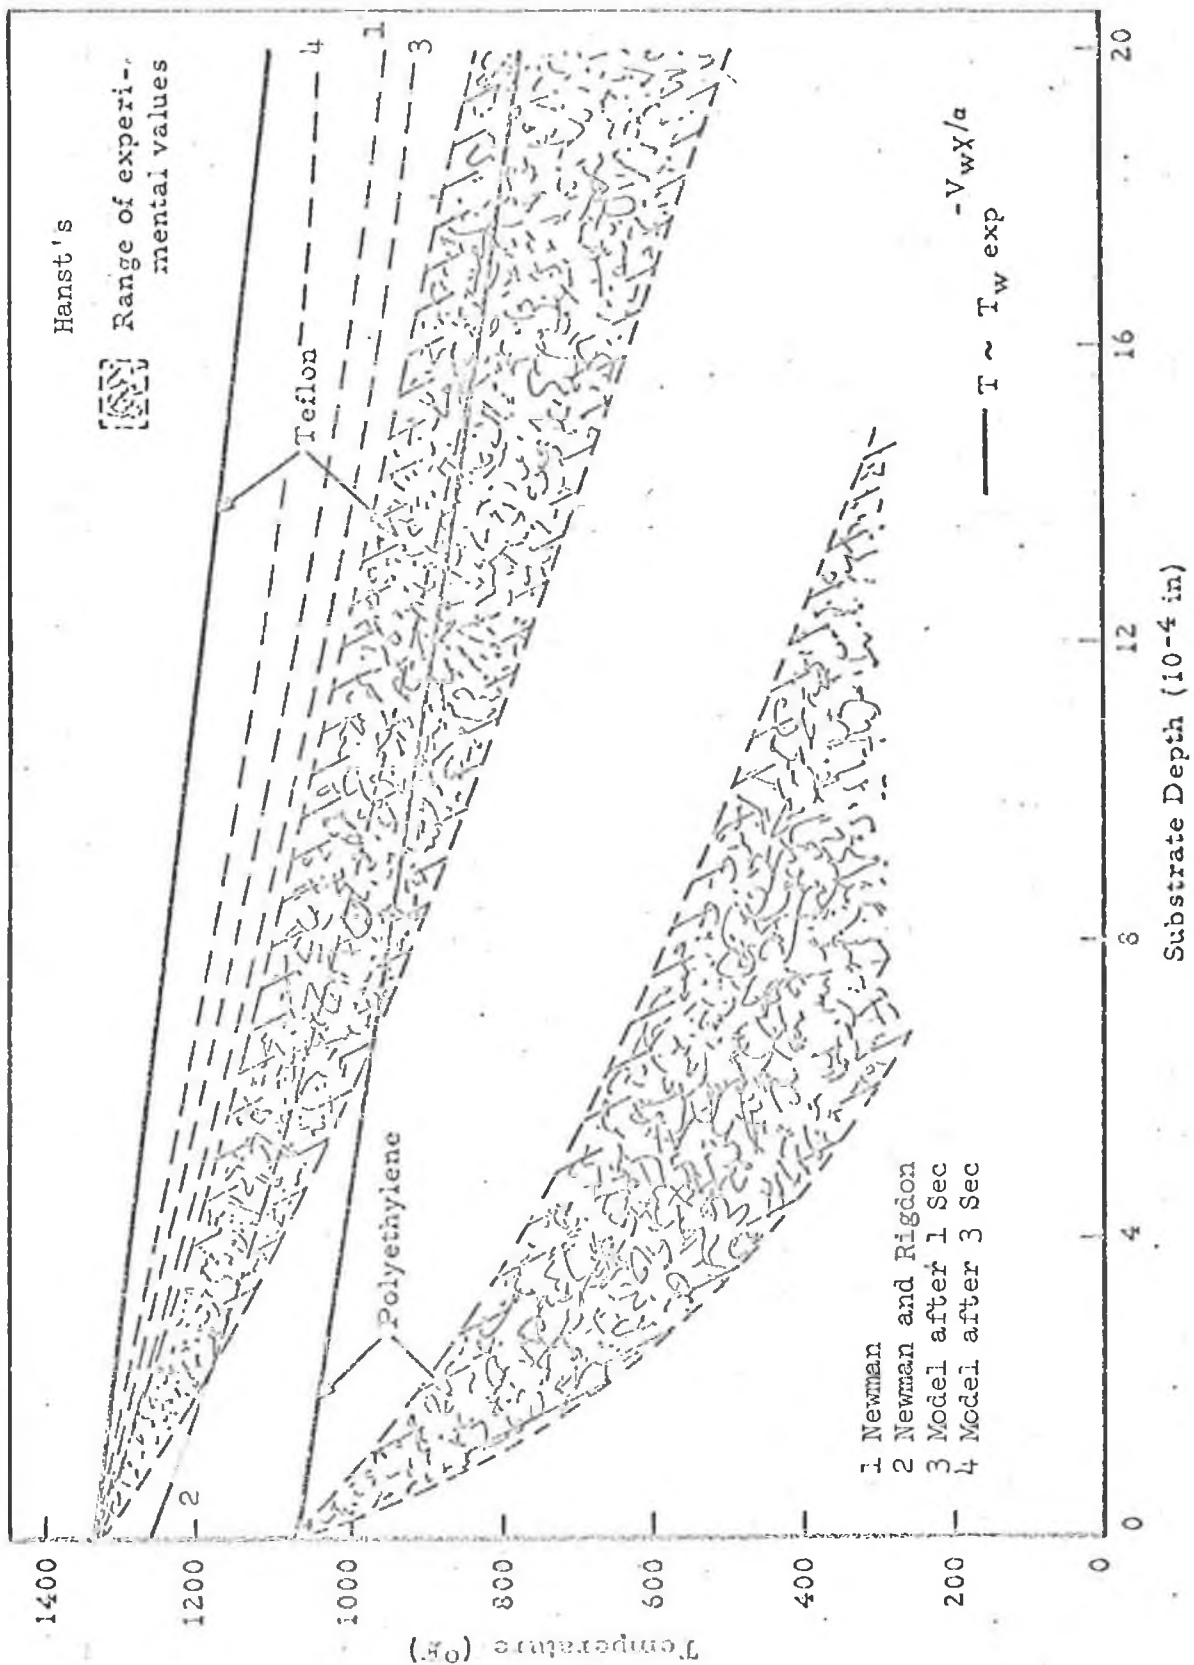 Hanst's
Range of experi-
mental values
4
1
3
Teflon
2
Polyethylene
T ~ T_w exp -V_wX/α
1 Newman
2 Newman and Rigdon
3 Model after 1 Sec
4 Model after 3 Sec
1400
1200
1000
800
600
400
200
0
Temperature (°F)
0
4
8
12
16
20
Substrate Depth (10-4 in)